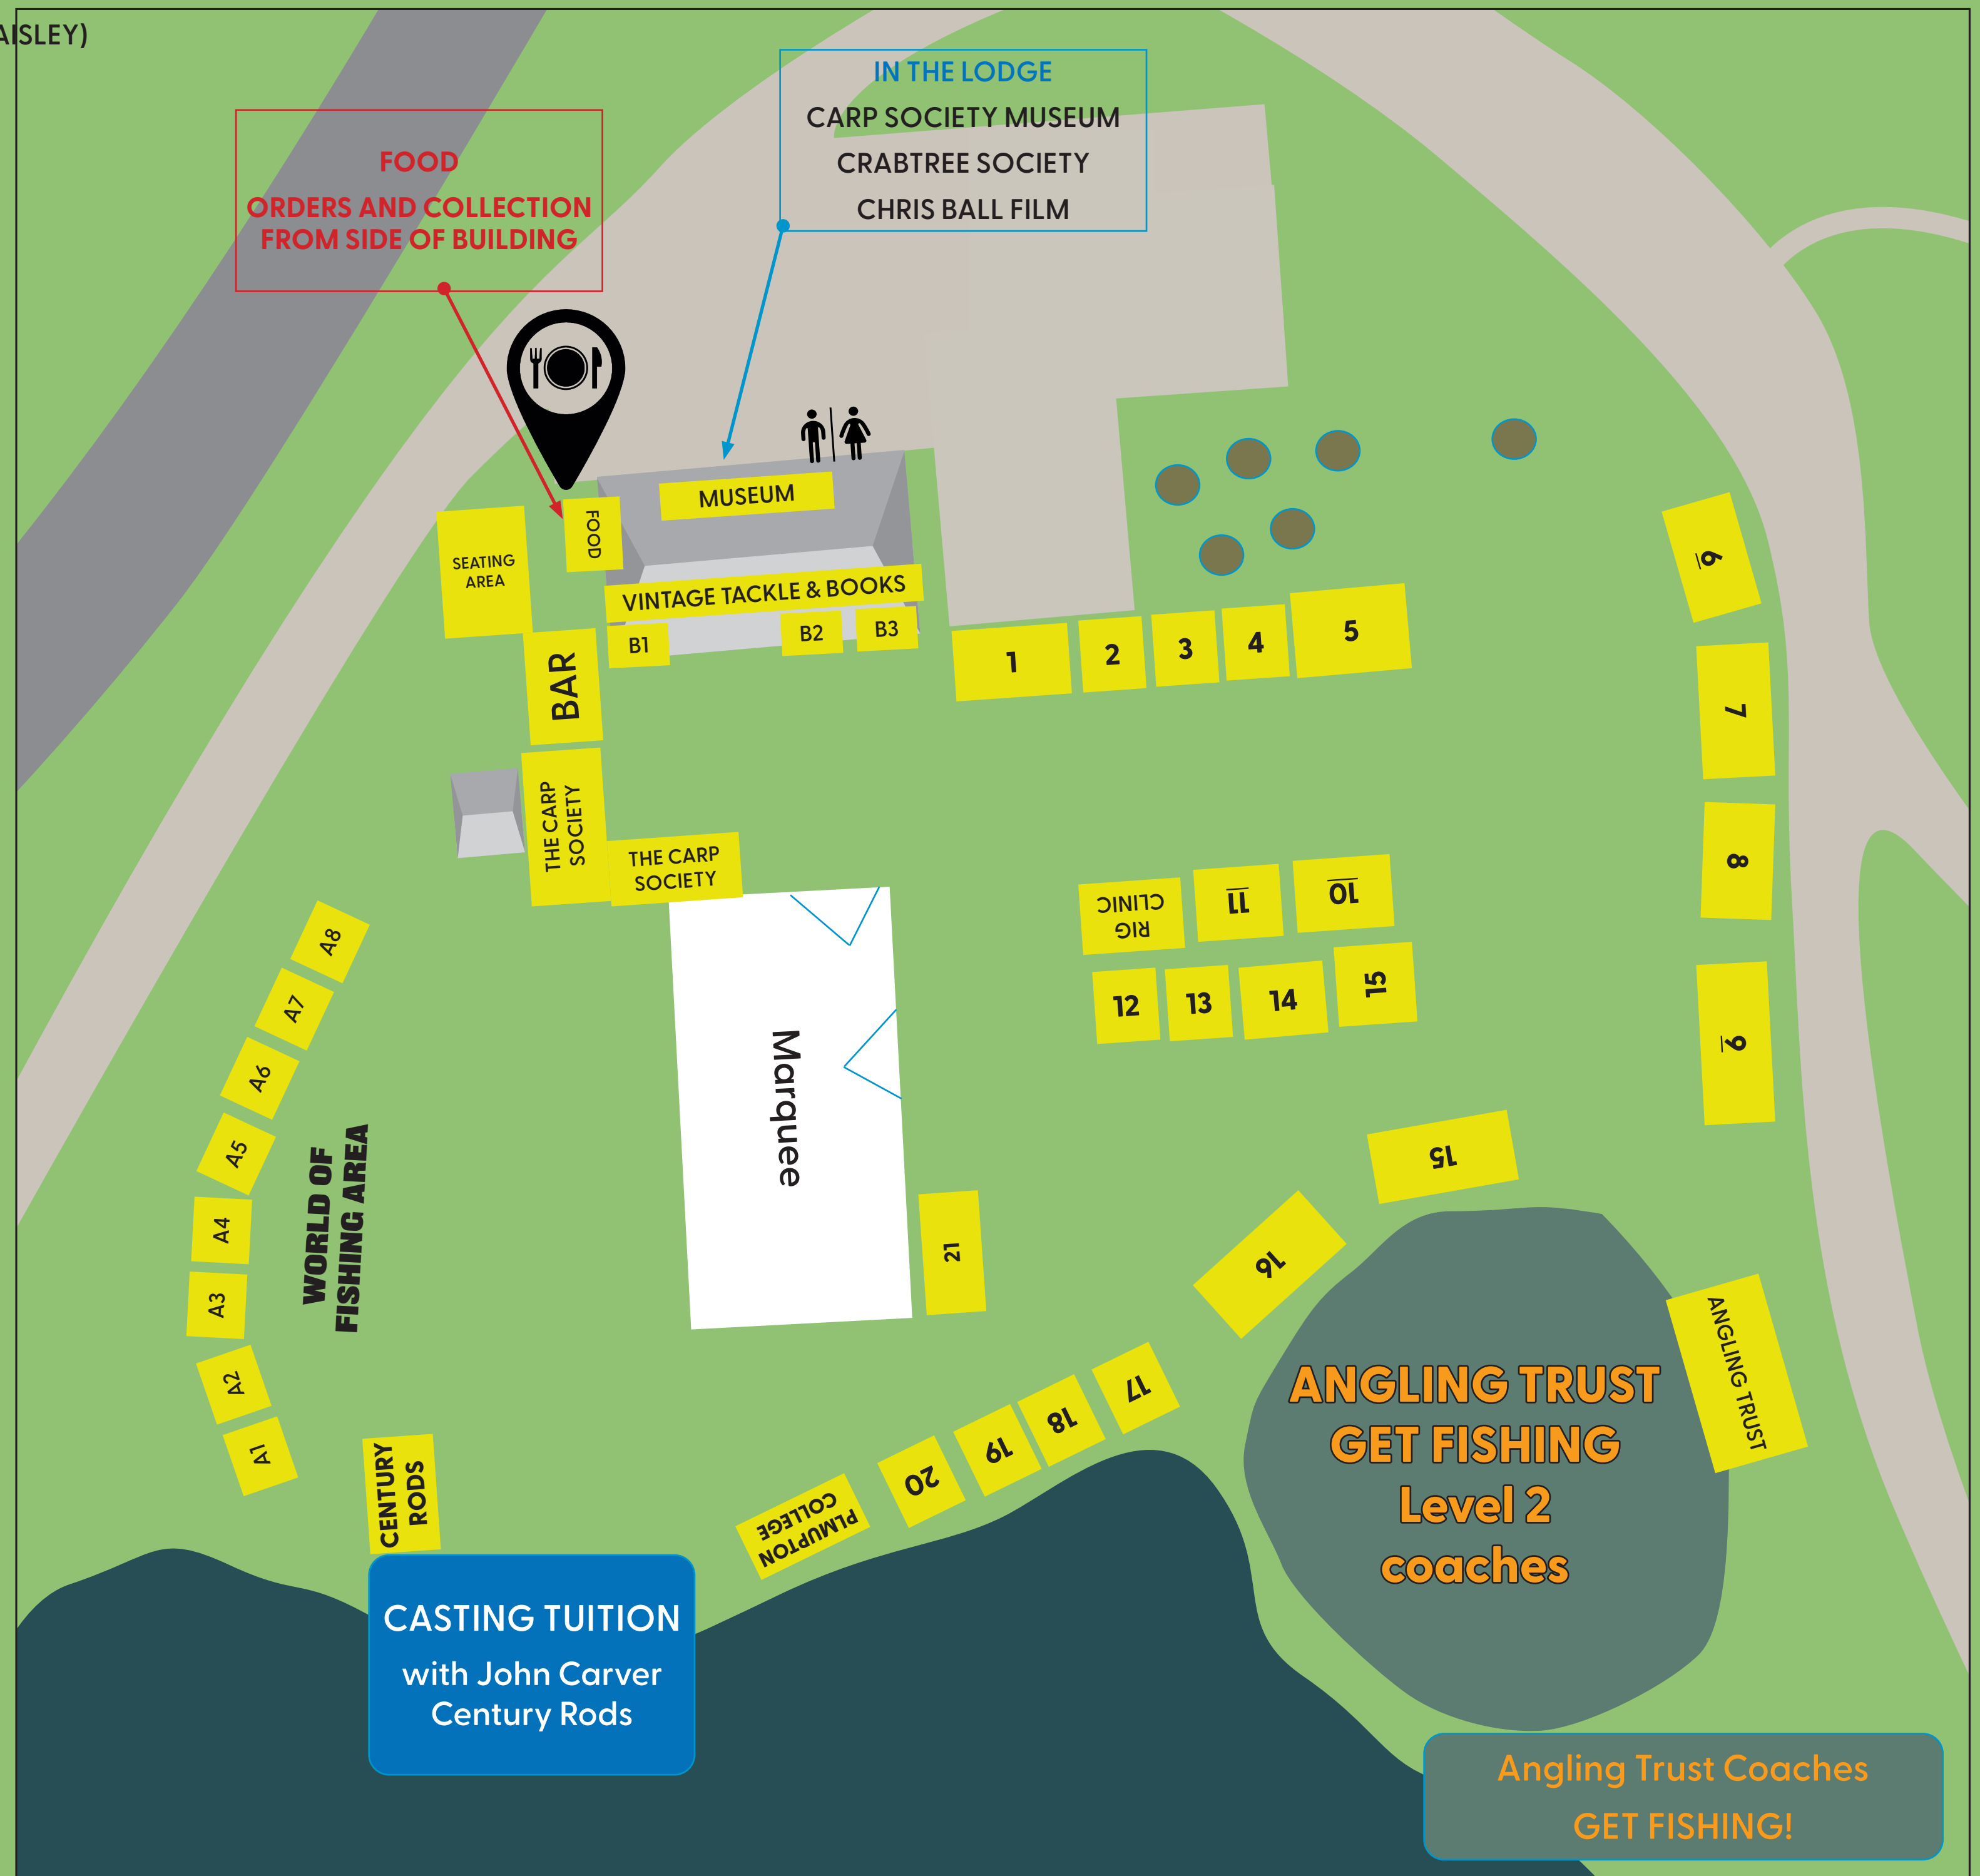 AISLEY)
IN THE LODGE
CARP SOCIETY MUSEUM
CRABTREE SOCIETY
CHRIS BALL FILM
FOOD
ORDERS AND COLLECTION
FROM SIDE OF BUILDING
MUSEUM
FOOD
SEATING
AREA
VINTAGE TACKLE & BOOKS
B1
B2
B3
BAR
1
2
3
4
5
6
7
8
9
THE CARP
SOCIETY
THE CARP
SOCIETY
RIG
CLINIC
11
10
12
13
14
15
A8
A7
A6
A5
A4
A3
A2
A1
WORLD OF
FISHING AREA
Marquee
21
15
16
17
18
19
20
PLMUPTON
COLLEGE
CENTURY
RODS
ANGLING TRUST
ANGLING TRUST
GET FISHING
Level 2
coaches
CASTING TUITION
with John Carver
Century Rods
Angling Trust Coaches
GET FISHING!